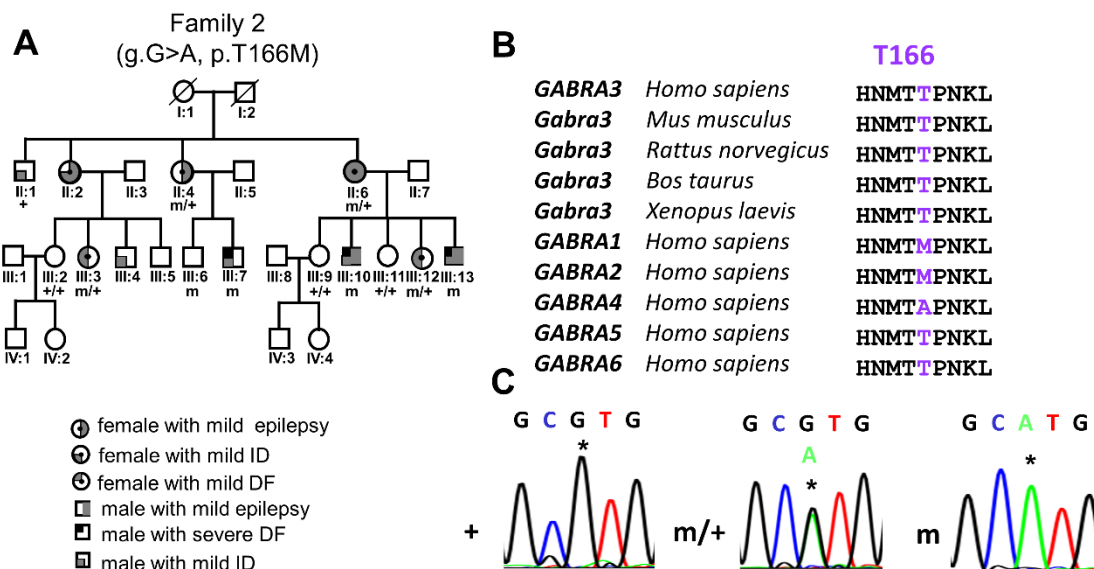 A
Family 2
(g.G>A, p.T166M)
I:1 I:2
II:1 II:2 II:3 II:4 II:5 II:6 II:7
+ m/+ m/+
III:1 III:2 III:3 III:4 III:5 III:6 III:7 III:8 III:9 III:10 III:11 III:12 III:13
+/+ m/+ m m +/+ m +/+ m/+ m
IV:1 IV:2 IV:3 IV:4
female with mild epilepsy
female with mild ID
female with mild DF
male with mild epilepsy
male with severe DF
male with mild ID
B
T166
GABRA3 Homo sapiens HNMTTPNKL
Gabra3 Mus musculus HNMTTPNKL
Gabra3 Rattus norvegicus HNMTTPNKL
Gabra3 Bos taurus HNMTTPNKL
Gabra3 Xenopus laevis HNMTTPNKL
GABRA1 Homo sapiens HNMTMPNKL
GABRA2 Homo sapiens HNMTMPNKL
GABRA4 Homo sapiens HNMTAPNKL
GABRA5 Homo sapiens HNMTTPNKL
GABRA6 Homo sapiens HNMTTPNKL
C
G C G T G
*
+
G C G T G
A
*
m/+
G C A T G
*
m